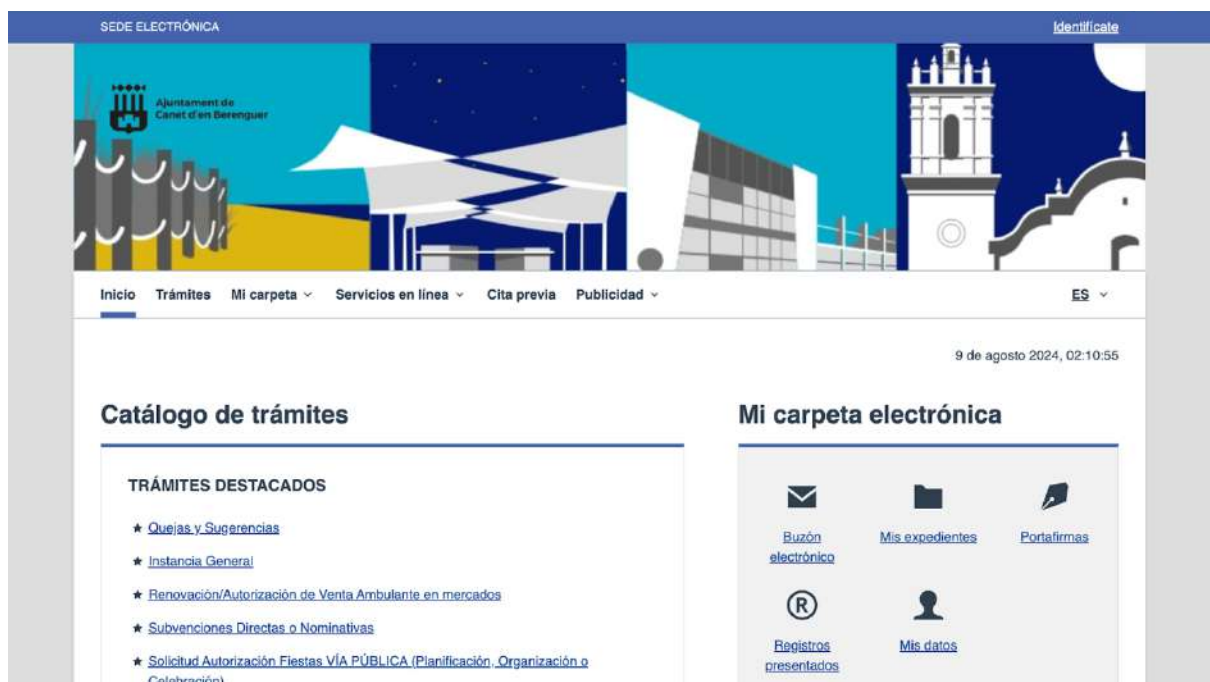 SEDE ELECTRÓNICA
Identifícate
Ajuntament de
Canet d'en Berenguer
Inicio Trámites Mi carpeta Servicios en línea Cita previa Publicidad ES
9 de agosto 2024, 02:10:55
Catálogo de trámites
TRÁMITES DESTACADOS
Quejas y Sugerencias
Instancia General
Renovación/Autorización de Venta Ambulante en mercados
Subvenciones Directas o Nominativas
Solicitud Autorización Fiestas VÍA PÚBLICA (Planificación, Organización o
Celebración)
Mi carpeta electrónica
Buzón
electrónico
Mis expedientes
Portafirmas
R
Registros
presentados
Mis datos